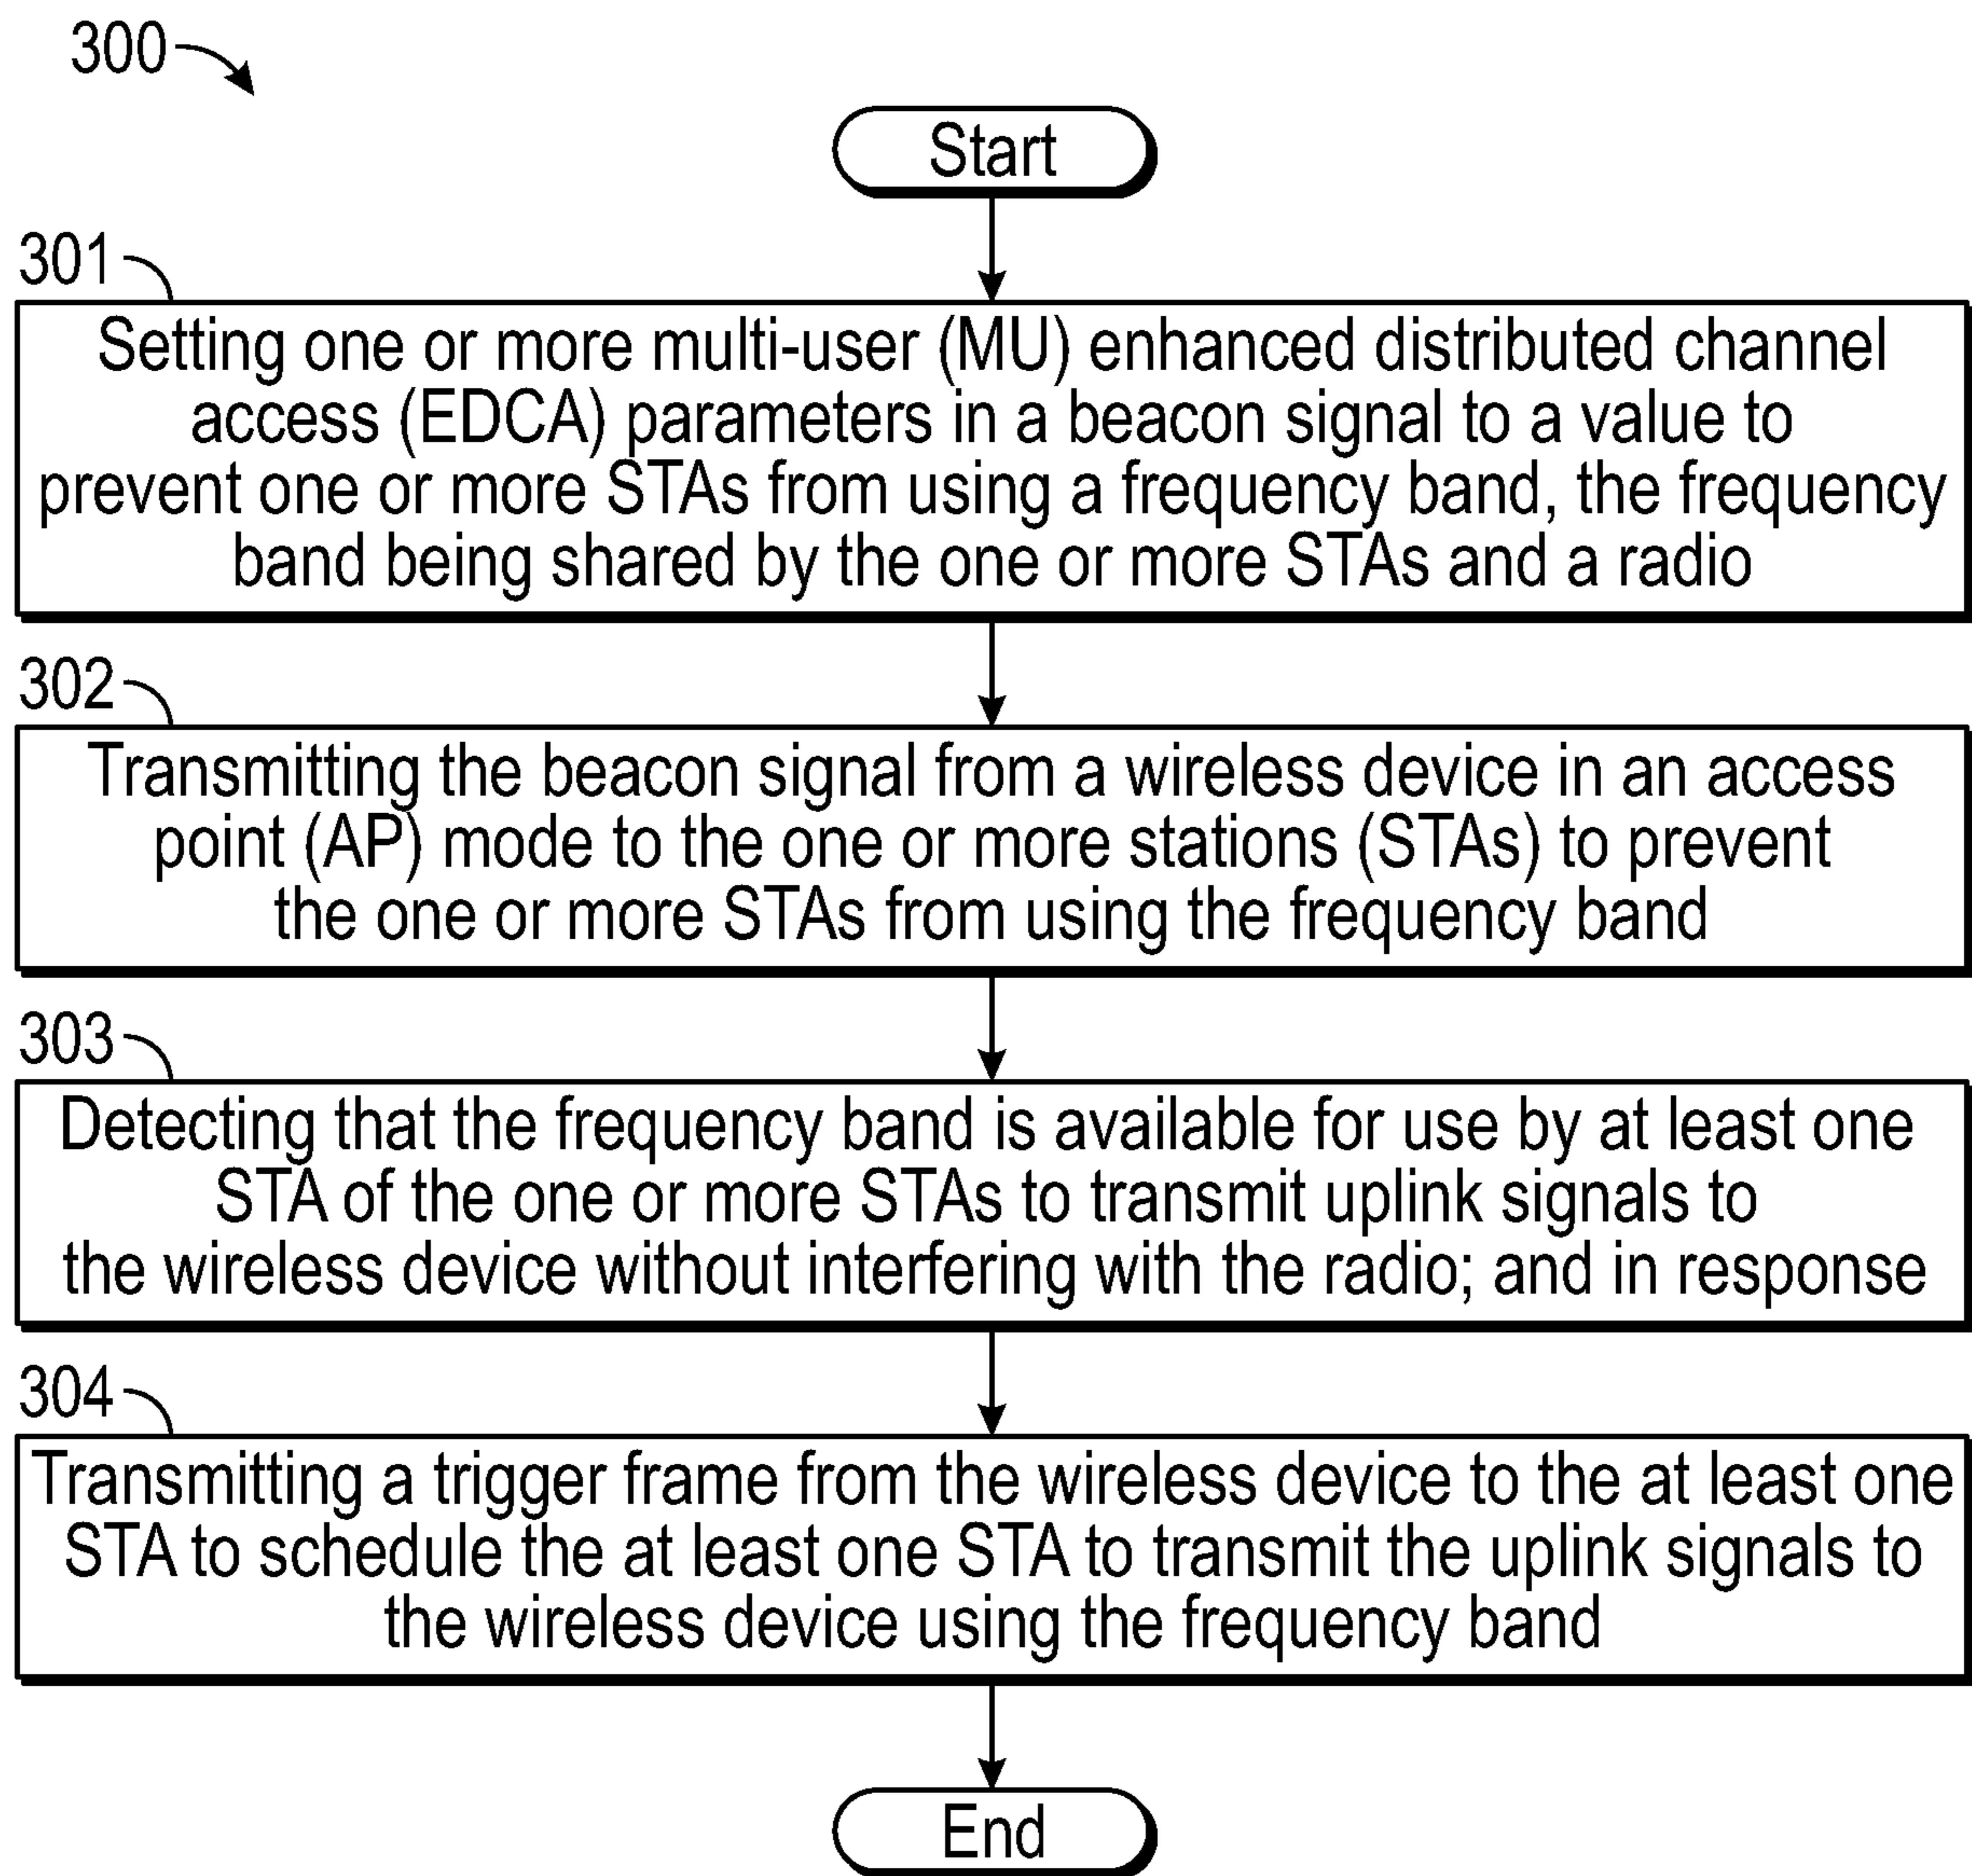 300
Start
301
Setting one or more multi-user (MU) enhanced distributed channel
access (EDCA) parameters in a beacon signal to a value to
prevent one or more STAs from using a frequency band, the frequency
band being shared by the one or more STAs and a radio
302
Transmitting the beacon signal from a wireless device in an access
point (AP) mode to the one or more stations (STAs) to prevent
the one or more STAs from using the frequency band
303
Detecting that the frequency band is available for use by at least one
STA of the one or more STAs to transmit uplink signals to
the wireless device without interfering with the radio; and in response
304
Transmitting a trigger frame from the wireless device to the at least one
STA to schedule the at least one STA to transmit the uplink signals to
the wireless device using the frequency band
End